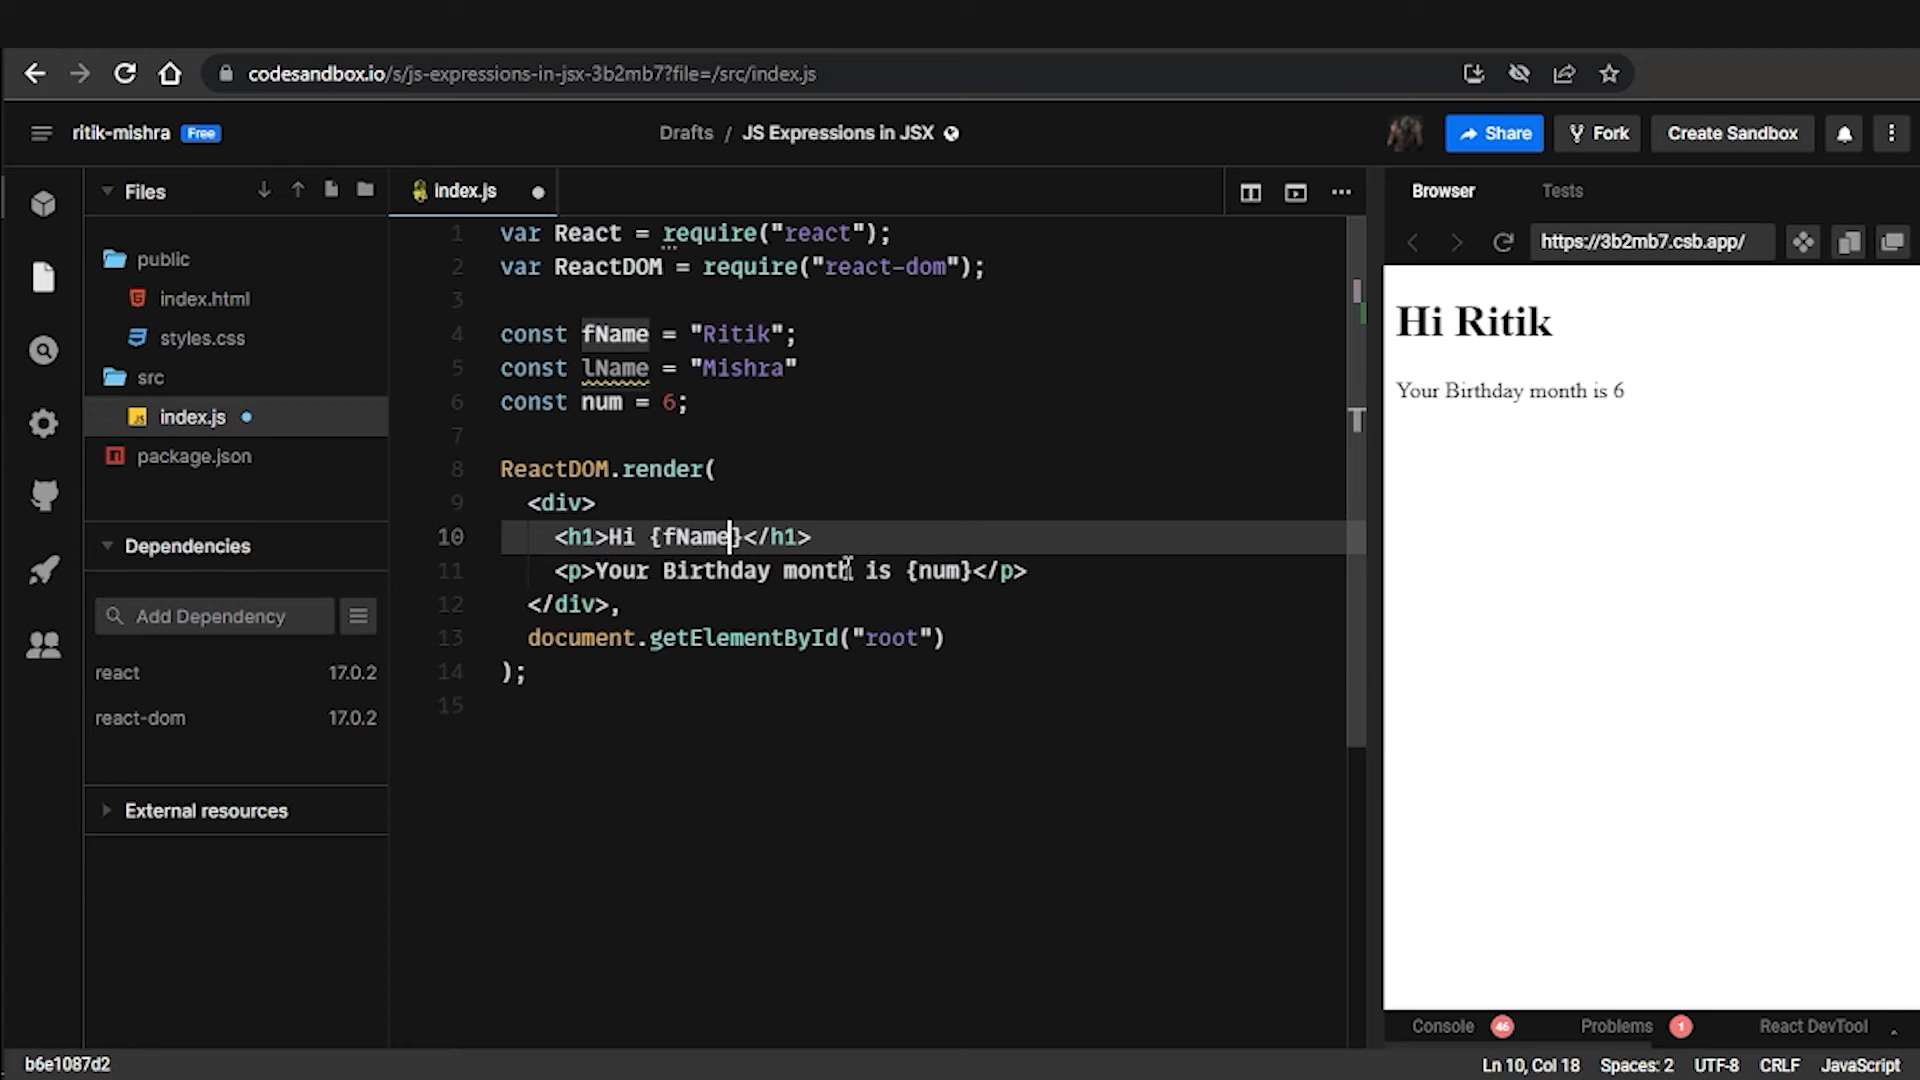 codesandbox.io/s/js-expressions-in-jsx-3b2mb7?file=/src/index.js
ritik-mishra Free
Drafts / JS Expressions in JSX
Share Fork Create Sandbox
Files
public
index.html
styles.css
src
index.js
package.json
Dependencies
Add Dependency
react 17.0.2
react-dom 17.0.2
External resources
index.js
1 var React = require("react");
2 var ReactDOM = require("react-dom");
3
4 const fName = "Ritik";
5 const lName = "Mishra"
6 const num = 6;
7
8 ReactDOM.render(
9 <div>
10 <h1>Hi {fName}</h1>
11 <p>Your Birthday month is {num}</p>
12 </div>,
13 document.getElementById("root")
14 );
15
Browser Tests
https://3b2mb7.csb.app/
Hi Ritik
Your Birthday month is 6
Console 46 Problems 1 React DevTool
b6e1087d2
Ln 10, Col 18 Spaces: 2 UTF-8 CRLF JavaScript